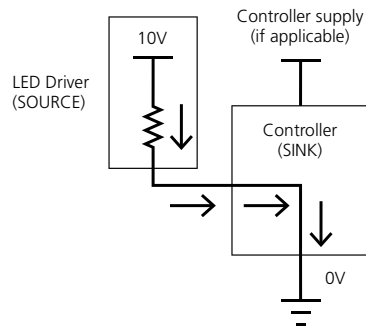 10V
LED Driver
(SOURCE)
Controller supply
(if applicable)
Controller
(SINK)
0V